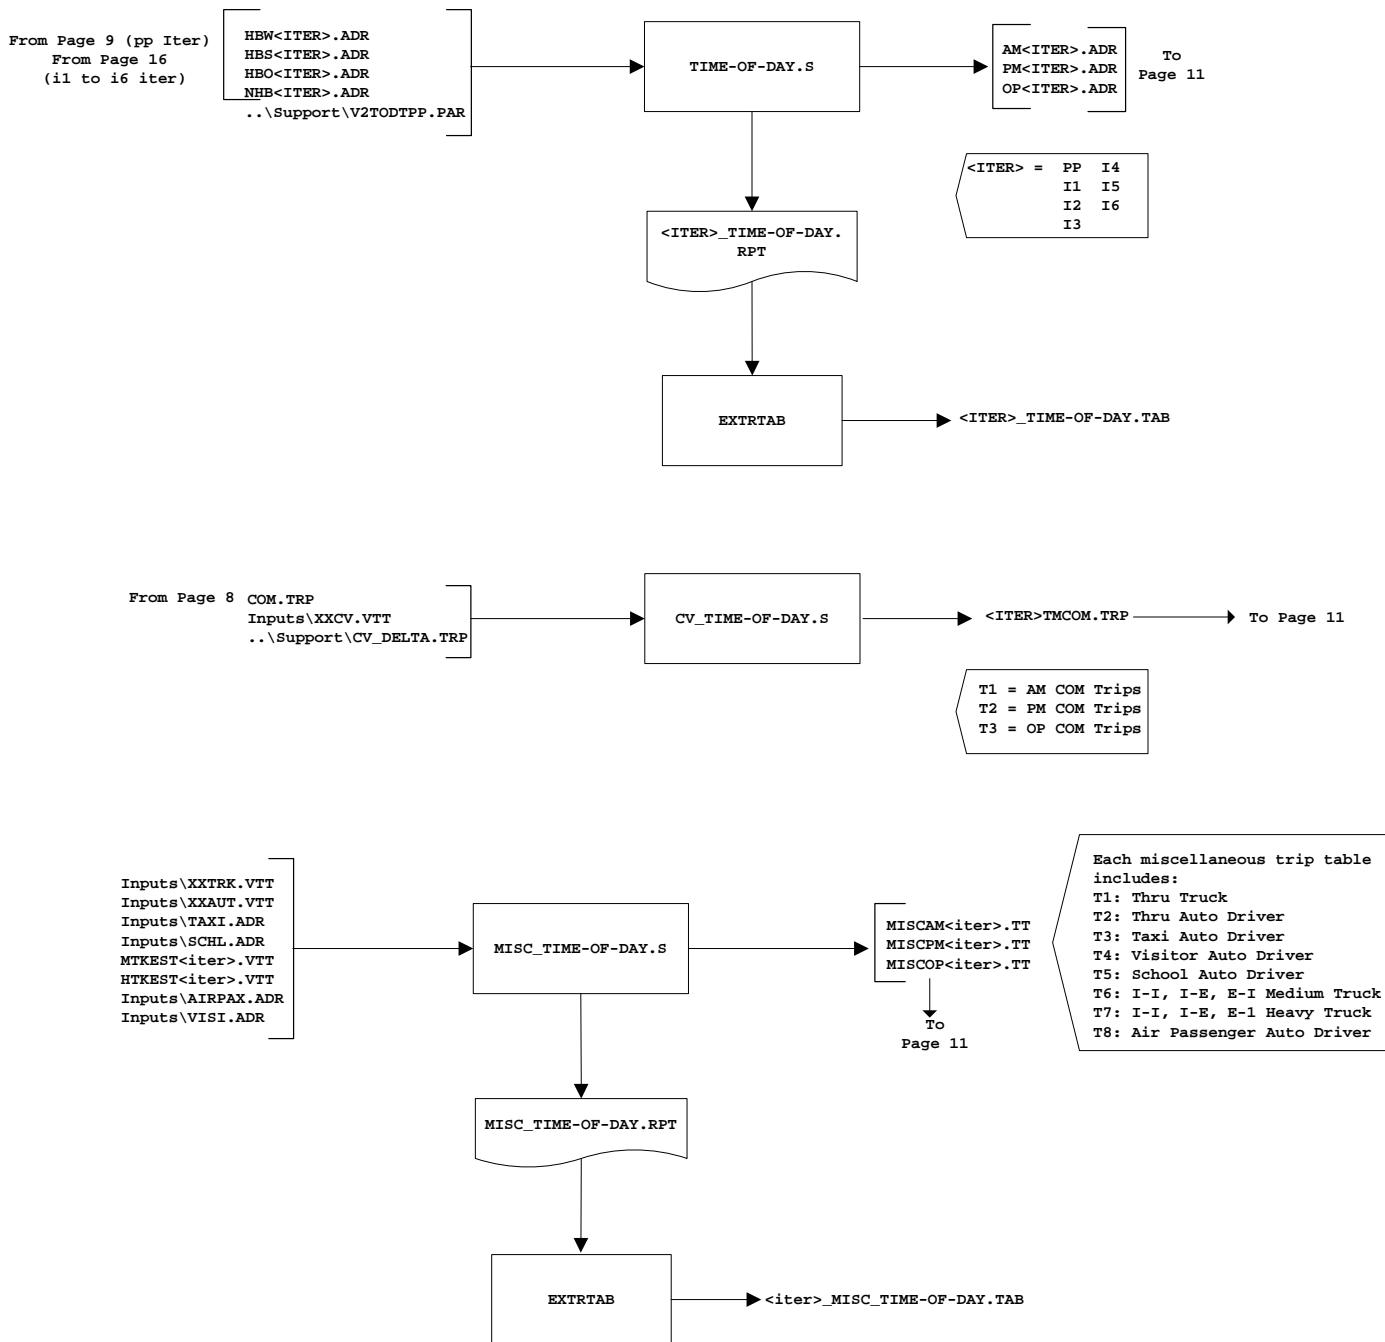 From Page 9 (pp Iter)
From Page 16
(i1 to i6 iter)
HBW<ITER>.ADR
HBS<ITER>.ADR
HBO<ITER>.ADR
NHB<ITER>.ADR
..\Support\V2TODTPP.PAR
TIME-OF-DAY.S
AM<ITER>.ADR
PM<ITER>.ADR
OP<ITER>.ADR
To
Page 11
<ITER> = PP I4
I1 I5
I2 I6
I3
<ITER>_TIME-OF-DAY.
RPT
EXTRTAB
<ITER>_TIME-OF-DAY.TAB
From Page 8
COM.TRP
Inputs\XXCV.VTT
..\Support\CV_DELTA.TRP
CV_TIME-OF-DAY.S
<ITER>TMCOM.TRP
To Page 11
T1 = AM COM Trips
T2 = PM COM Trips
T3 = OP COM Trips
Inputs\XXTRK.VTT
Inputs\XXAUT.VTT
Inputs\TAXI.ADR
Inputs\SCHL.ADR
MTKEST<iter>.VTT
HTKEST<iter>.VTT
Inputs\AIRPAX.ADR
Inputs\VISI.ADR
MISC_TIME-OF-DAY.S
MISCAM<iter>.TT
MISCPM<iter>.TT
MISCOP<iter>.TT
To
Page 11
Each miscellaneous trip table
includes:
T1: Thru Truck
T2: Thru Auto Driver
T3: Taxi Auto Driver
T4: Visitor Auto Driver
T5: School Auto Driver
T6: I-I, I-E, E-I Medium Truck
T7: I-I, I-E, E-1 Heavy Truck
T8: Air Passenger Auto Driver
MISC_TIME-OF-DAY.RPT
EXTRTAB
<iter>_MISC_TIME-OF-DAY.TAB